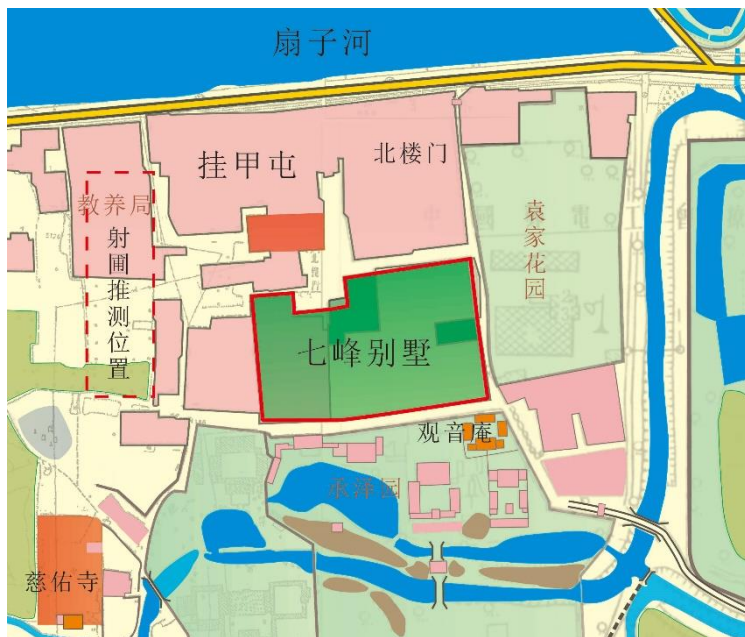 扇子河
挂甲屯
北楼门
教养局
射圃推测位置
袁家花园
七峰别墅
观音庵
承泽园
慈佑寺